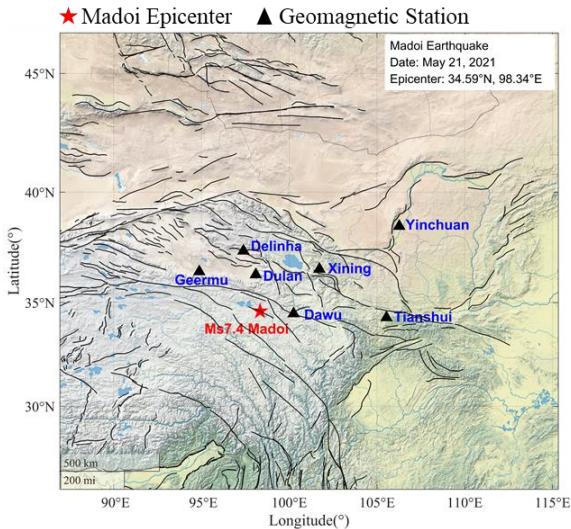 ★ Madoi Epicenter ▲ Geomagnetic Station
Madoi Earthquake
Date: May 21, 2021
Epicenter: 34.59°N, 98.34°E
45°N
40°N
Yinchuan
Delinha
Xining
Geermu
Dulan
35°N
Dawu
Tianshui
Ms7.4 Madoi
30°N
500 km
200 mi
90°E
95°E
100°E
105°E
110°E
115°E
Latitude(°)
Longitude(°)